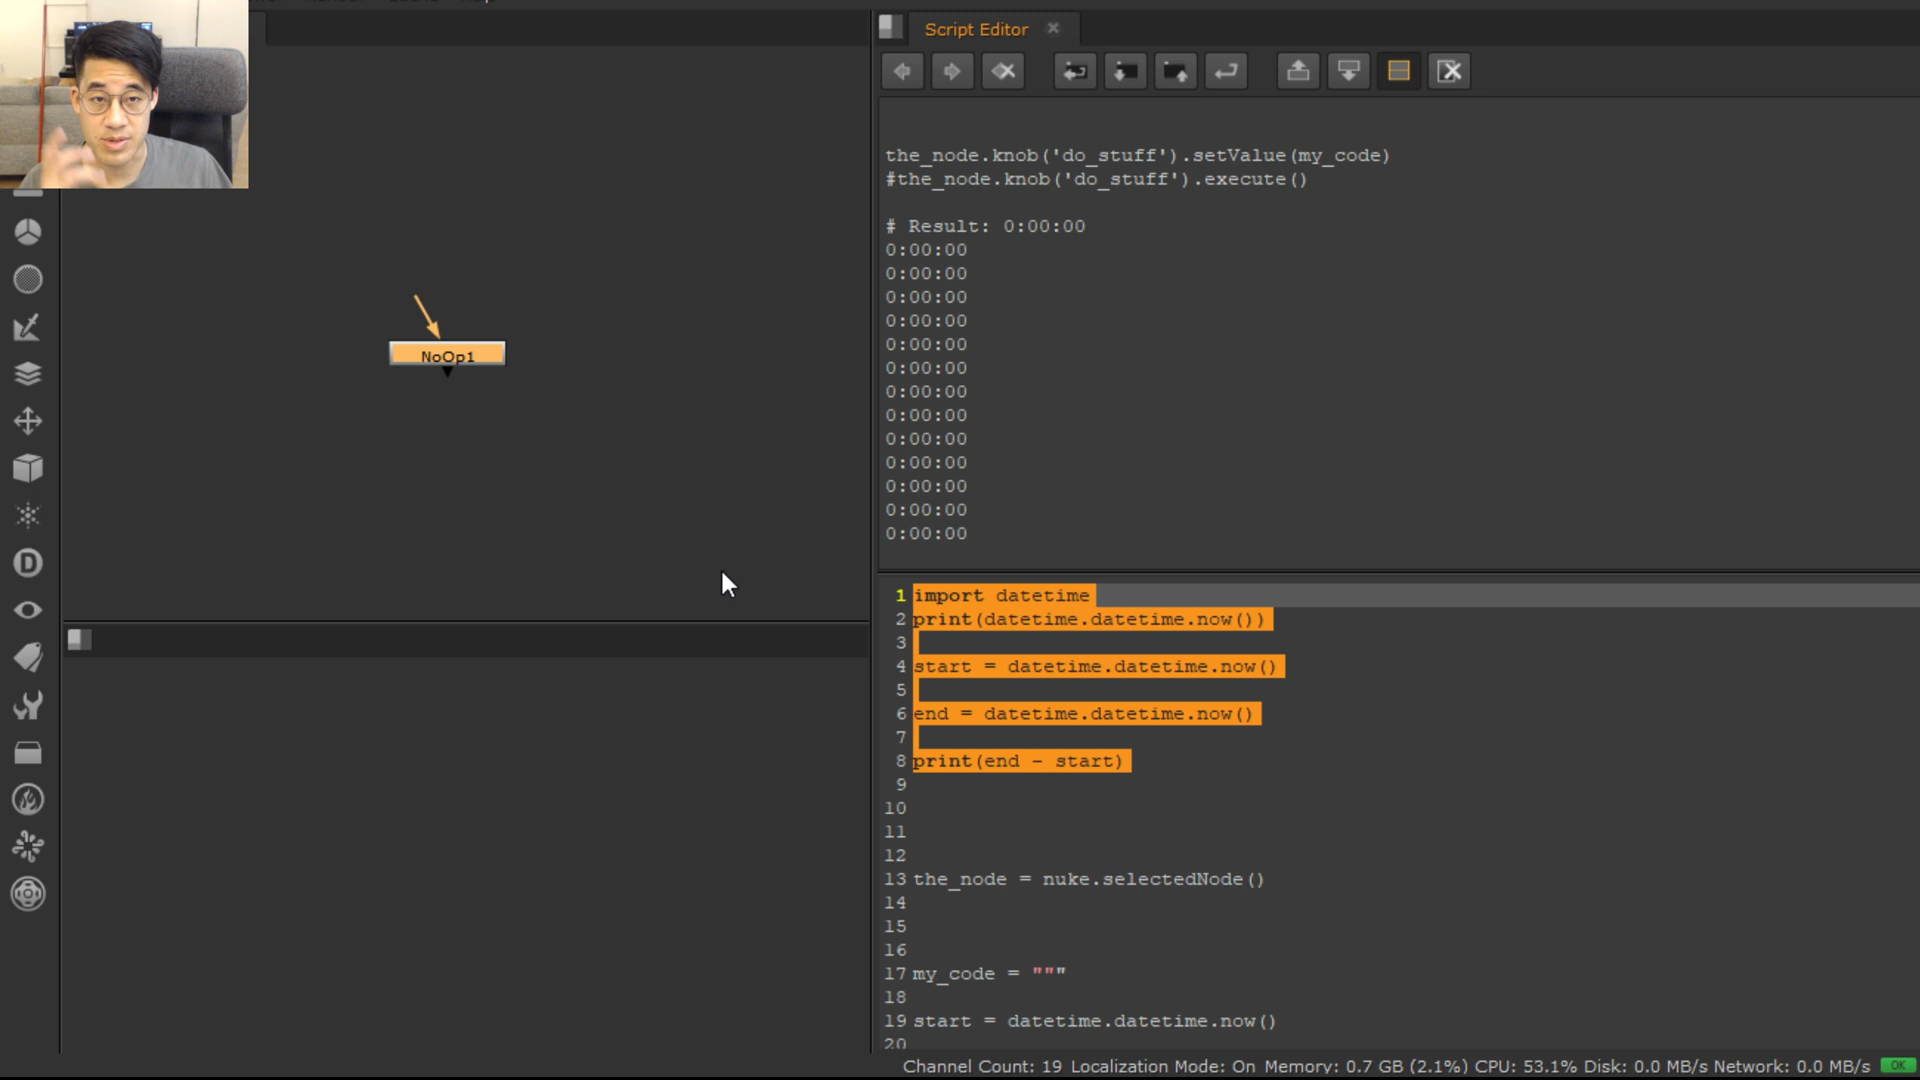 Script Editor
the_node.knob('do_stuff').setValue(my_code)
#the_node.knob('do_stuff').execute()
# Result: 0:00:00
0:00:00
0:00:00
0:00:00
0:00:00
0:00:00
0:00:00
0:00:00
0:00:00
0:00:00
0:00:00
0:00:00
0:00:00
0:00:00
NoOp1
1 import datetime
2 print(datetime.datetime.now())
3
4 start = datetime.datetime.now()
5
6 end = datetime.datetime.now()
7
8 print(end - start)
9
10
11
12
13 the_node = nuke.selectedNode()
14
15
16
17 my_code = """
18
19 start = datetime.datetime.now()
20
D
Channel Count: 19 Localization Mode: On Memory: 0.7 GB (2.1%) CPU: 53.1% Disk: 0.0 MB/s Network: 0.0 MB/s OK